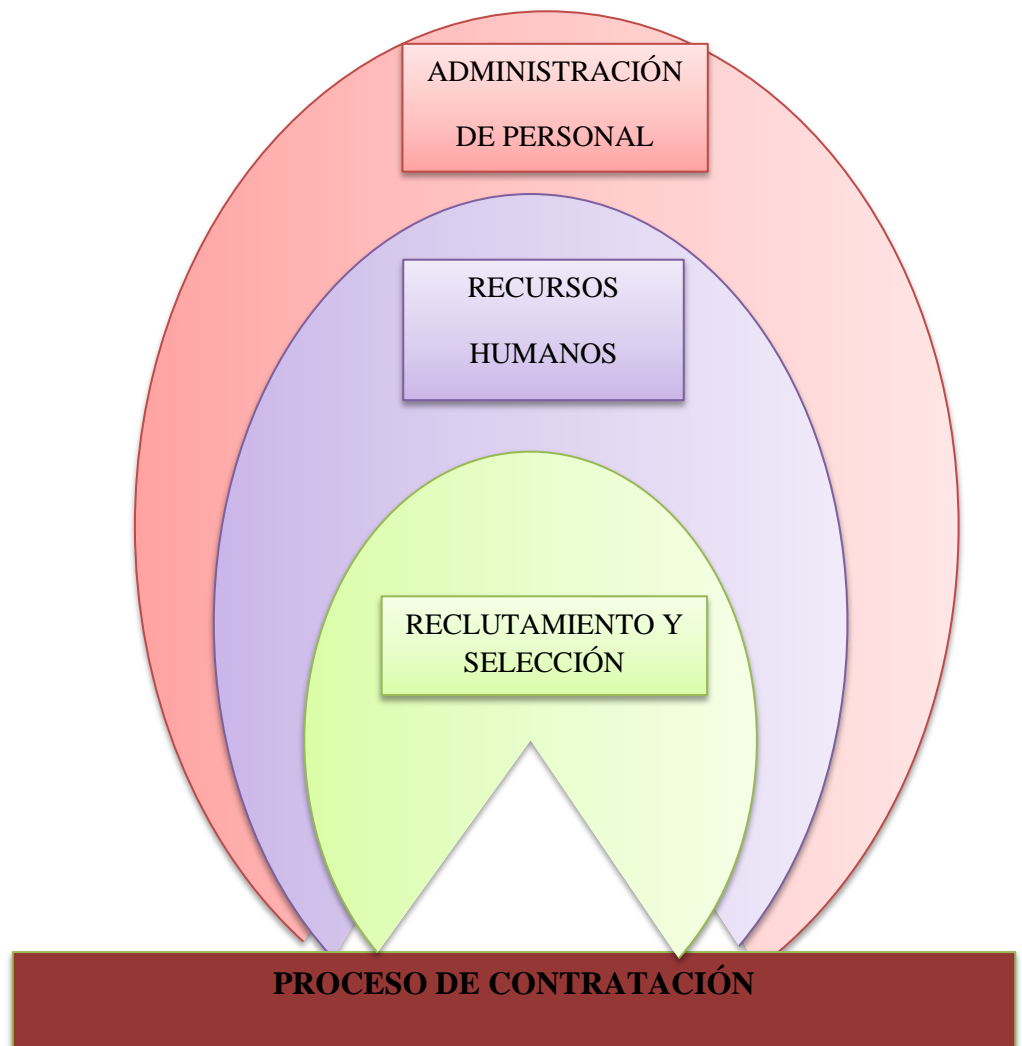 ADMINISTRACIÓN
DE PERSONAL
RECURSOS
HUMANOS
RECLUTAMIENTO Y
SELECCIÓN
PROCESO DE CONTRATACIÓN